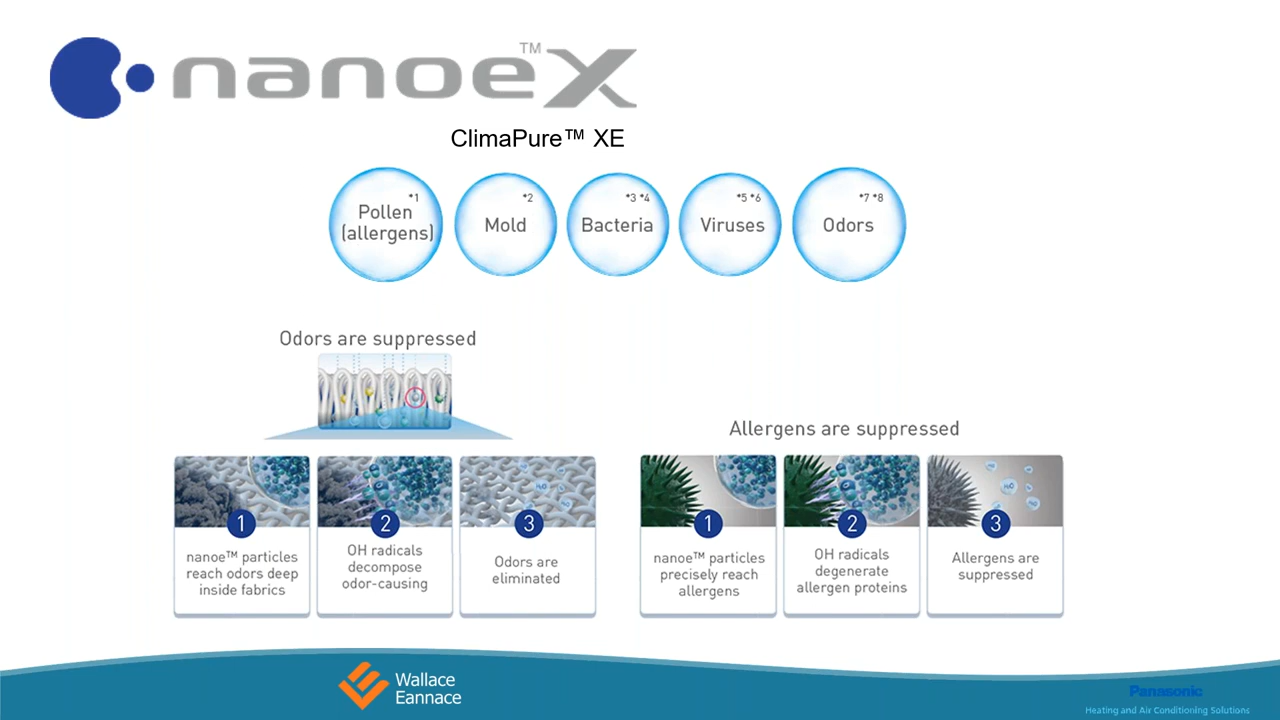 nanoeX™
ClimaPure™ XE
Pollen
(allergens)
*1
Mold
*2
Bacteria
*3 *4
Viruses
*5 *6
Odors
*7 *8
Odors are suppressed
1
nanoe™ particles
reach odors deep
inside fabrics
2
OH radicals
decompose
odor-causing
H₂O
3
Odors are
eliminated
Allergens are suppressed
1
nanoe™ particles
precisely reach
allergens
2
OH radicals
degenerate
allergen proteins
H₂O
3
Allergens are
suppressed
Wallace
Eannace
Panasonic
Heating and Air Conditioning Solutions